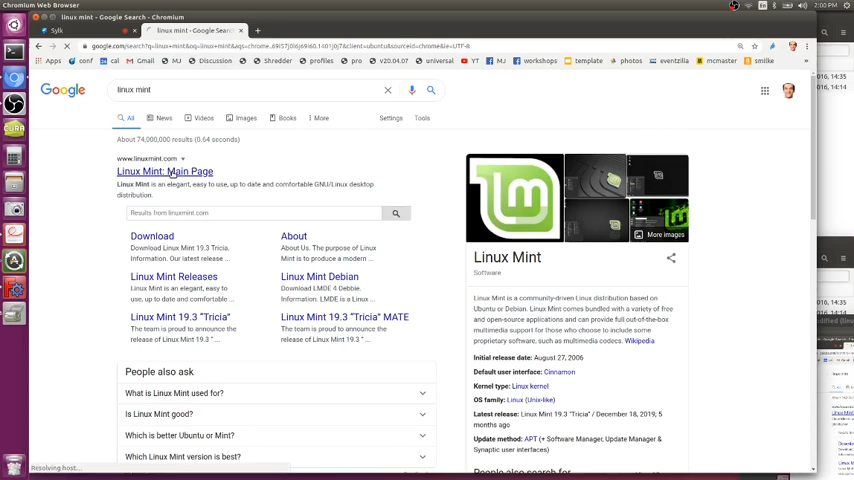 Chromium Web Browser
2:00 PM
linux mint - Google Search - Chromium
Sylk
linux mint - Google Search
google.com/search?q=linux+mint&oq=linux+mint&aqs=chrome..69i57j0l6j69i60.1401j0j7&client=ubuntu&sourceid=chrome&ie=UTF-8
Apps
conf
cal
Gmail
MJ
Discussion
Shredder
profiles
pro
v20.04.07
universal
YT
MJ
workshops
template
photos
eventzilla
mcmaster
smilke
Google
linux mint
All
News
Videos
Images
Books
More
Settings
Tools
About 74,000,000 results (0.64 seconds)
www.linuxmint.com
Linux Mint: Main Page
Linux Mint is an elegant, easy to use, up to date and comfortable GNU/Linux desktop
distribution.
Results from linuxmint.com
Download
Download Linux Mint 19.3 Tricia.
Information. Our latest release ...
About
About Us. The purpose of Linux
Mint is to produce a modern ...
Linux Mint Releases
Linux Mint is an elegant, easy to
use, up to date and comfortable ...
Linux Mint Debian
Download LMDE 4 Debbie.
Information. LMDE is a Linux ...
Linux Mint 19.3 “Tricia”
The team is proud to announce the
release of Linux Mint 19.3 ...
Linux Mint 19.3 “Tricia” MATE
The team is proud to announce the
release of Linux Mint 19.3 ...
People also ask
What is Linux Mint used for?
Is Linux Mint good?
Which is better Ubuntu or Mint?
Which Linux Mint version is best?
More images
Linux Mint
Software
Linux Mint is a community-driven Linux distribution based on
Ubuntu or Debian. Linux Mint comes bundled with a variety of free
and open-source applications and can provide full out-of-the-box
multimedia support for those who choose to include some
proprietary software, such as multimedia codecs. Wikipedia
Initial release date: August 27, 2006
Default user interface: Cinnamon
Kernel type: Linux kernel
OS family: Linux (Unix-like)
Latest release: Linux Mint 19.3 "Tricia" / December 18, 2019; 5
months ago
Update method: APT (+ Software Manager, Update Manager &
Synaptic user interfaces)
People also search for
Resolving host...
016, 14:35
016, 14:14
016, 14:35
016, 14:14
CURA